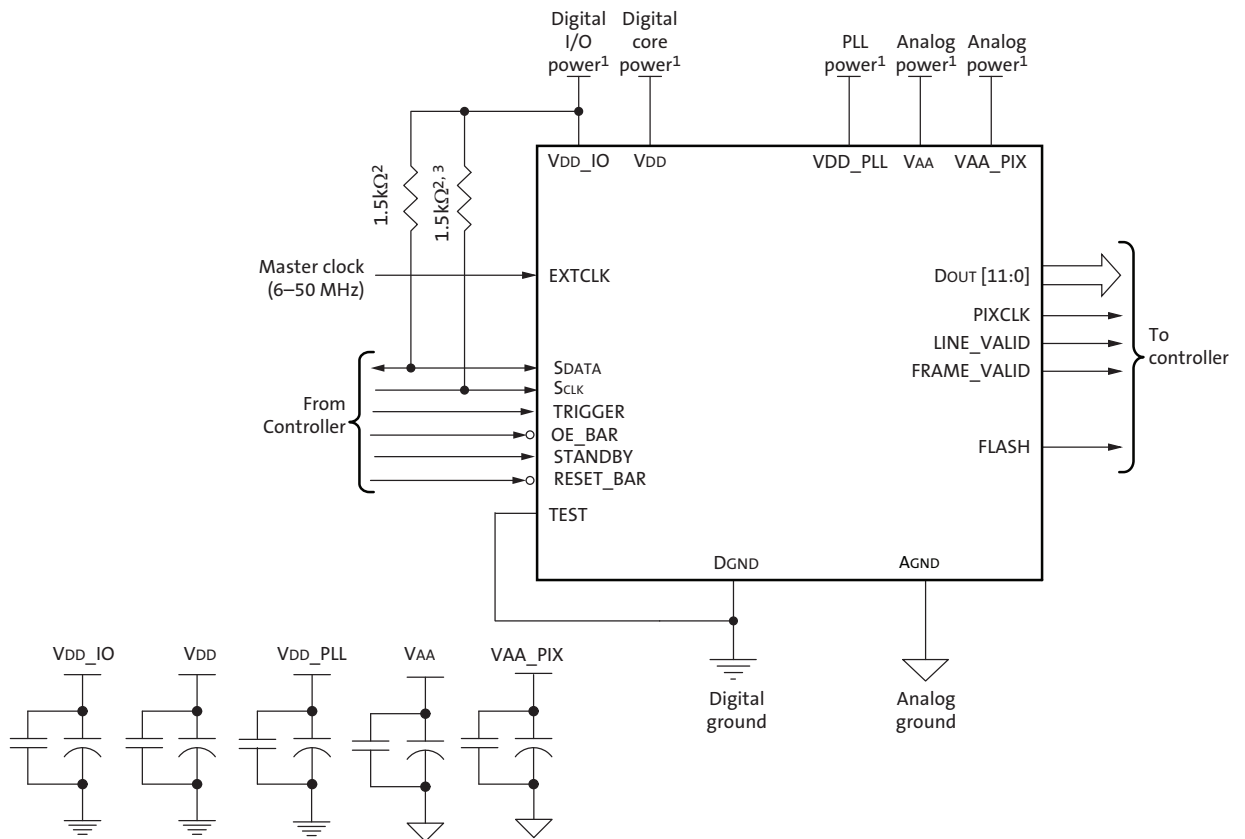 Digital
I/O
power1
Digital
core
power1
PLL
power1
Analog
power1
Analog
power1
VDD_IO
VDD
VDD_PLL
VAA
VAA_PIX
1.5kΩ2
1.5kΩ2, 3
Master clock
(6–50 MHz)
EXTCLK
DOUT [11:0]
PIXCLK
LINE_VALID
FRAME_VALID
FLASH
To
controller
From
Controller
SDATA
SCLK
TRIGGER
OE_BAR
STANDBY
RESET_BAR
TEST
DGND
AGND
Digital
ground
Analog
ground
VDD_IO
VDD
VDD_PLL
VAA
VAA_PIX